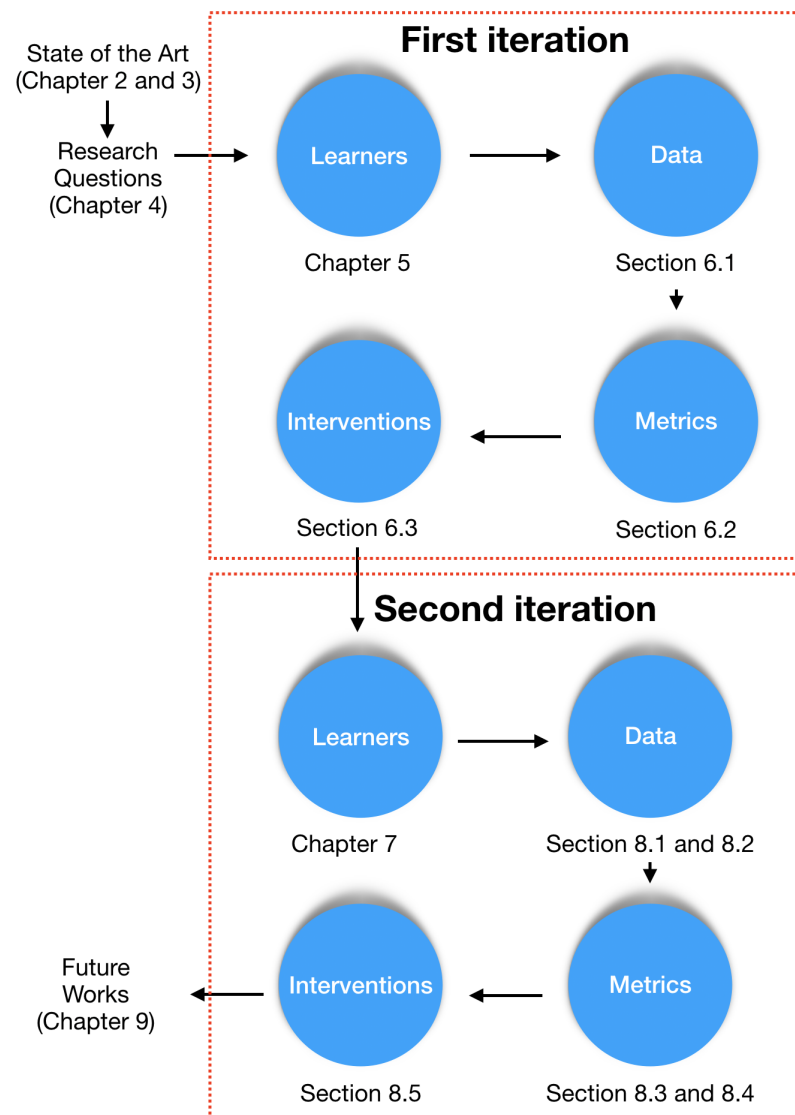 First iteration
State of the Art
(Chapter 2 and 3)
Research
Questions
(Chapter 4)
Learners
Data
Chapter 5
Section 6.1
Interventions
Metrics
Section 6.3
Section 6.2
Second iteration
Learners
Data
Chapter 7
Section 8.1 and 8.2
Future
Works
(Chapter 9)
Interventions
Metrics
Section 8.5
Section 8.3 and 8.4